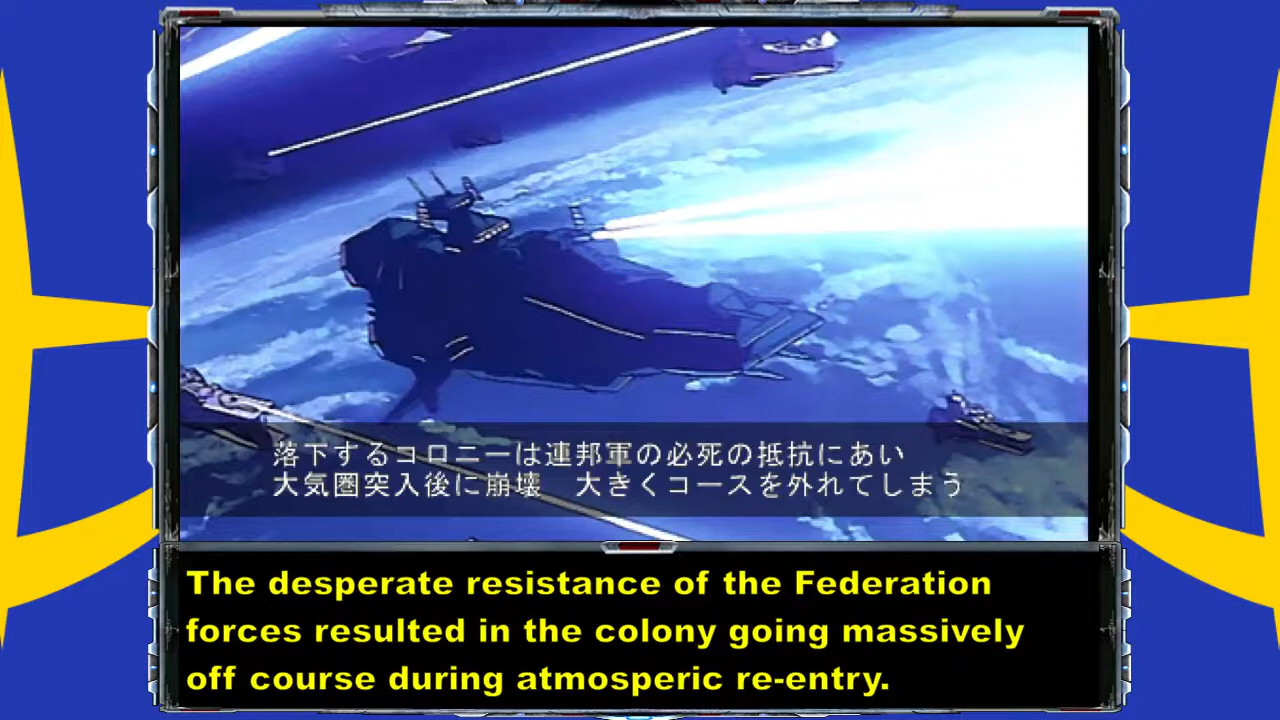 落下するコロニーは連邦軍の必死の抵抗にあい
大気圏突入後に崩壊　大きくコースを外れてしまう
The desperate resistance of the Federation
forces resulted in the colony going massively
off course during atmosperic re-entry.